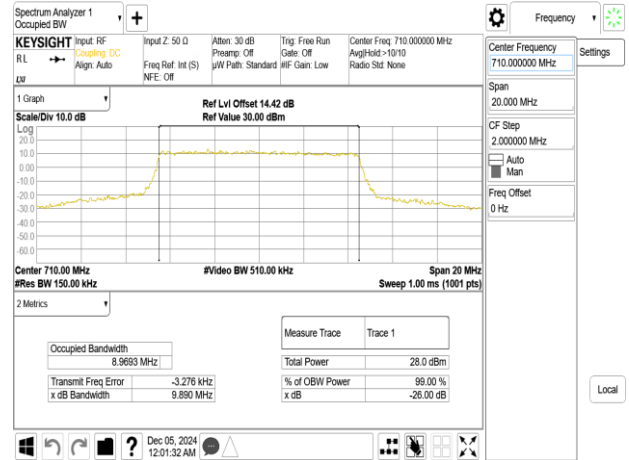 Spectrum Analyzer 1
Occupied BW
Frequency
KEYSIGHT
Input: RF
Coupling: DC
Align: Auto
Input Z: 50 Ω
Freq Ref: Int (S)
NFE: Off
Atten: 30 dB
Preamp: Off
µW Path: Standard
Trig: Free Run
Gate: Off
#IF Gain: Low
Center Freq: 710.000000 MHz
Avg|Hold:>10/10
Radio Std: None
RL
LXI
Center Frequency
710.000000 MHz
Settings
Span
20.000 MHz
CF Step
2.000000 MHz
Auto
Man
Freq Offset
0 Hz
1 Graph
Scale/Div 10.0 dB
Ref Lvl Offset 14.42 dB
Ref Value 30.00 dBm
Log
20.0
10.0
0.00
-10.0
-20.0
-30.0
-40.0
-50.0
-60.0
Center 710.00 MHz
#Video BW 510.00 kHz
Span 20 MHz
#Res BW 150.00 kHz
Sweep 1.00 ms (1001 pts)
2 Metrics
Measure Trace
Trace 1
Occupied Bandwidth
8.9693 MHz
Total Power
28.0 dBm
Transmit Freq Error
-3.276 kHz
% of OBW Power
99.00 %
x dB Bandwidth
9.890 MHz
x dB
-26.00 dB
Local
?
Dec 05, 2024
12:01:32 AM